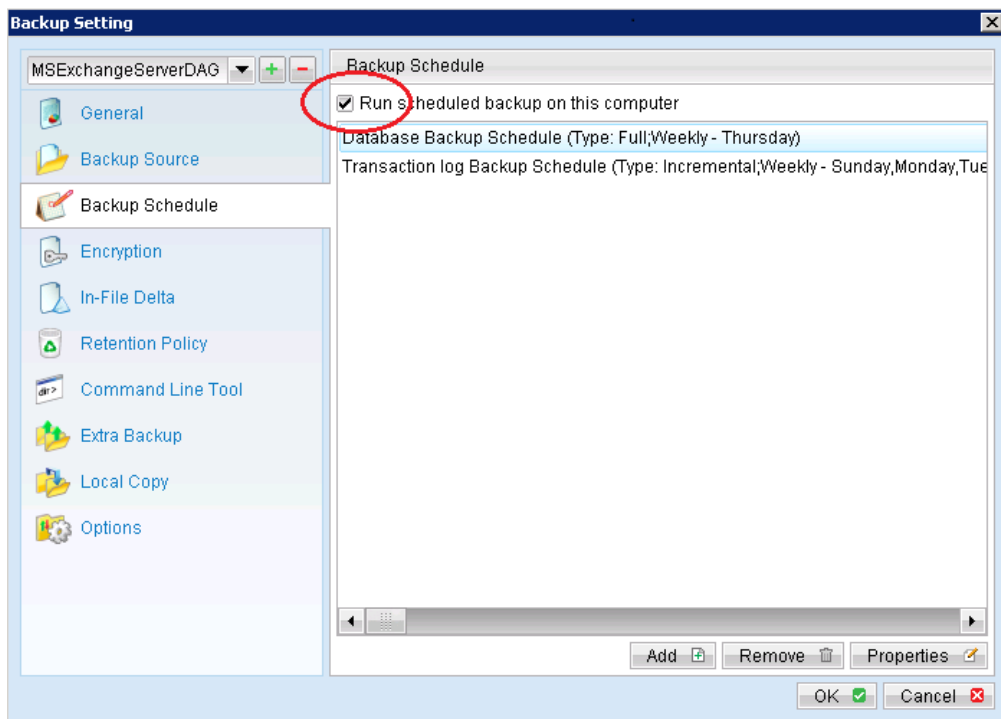 Backup Setting
MSExchangeServerDAG
General
Backup Source
Backup Schedule
Encryption
In-File Delta
Retention Policy
dir>
Command Line Tool
Extra Backup
Local Copy
Options
Backup Schedule
Run scheduled backup on this computer
Database Backup Schedule (Type: Full;Weekly - Thursday)
Transaction log Backup Schedule (Type: Incremental;Weekly - Sunday,Monday,Tue
Add
Remove
Properties
OK
Cancel